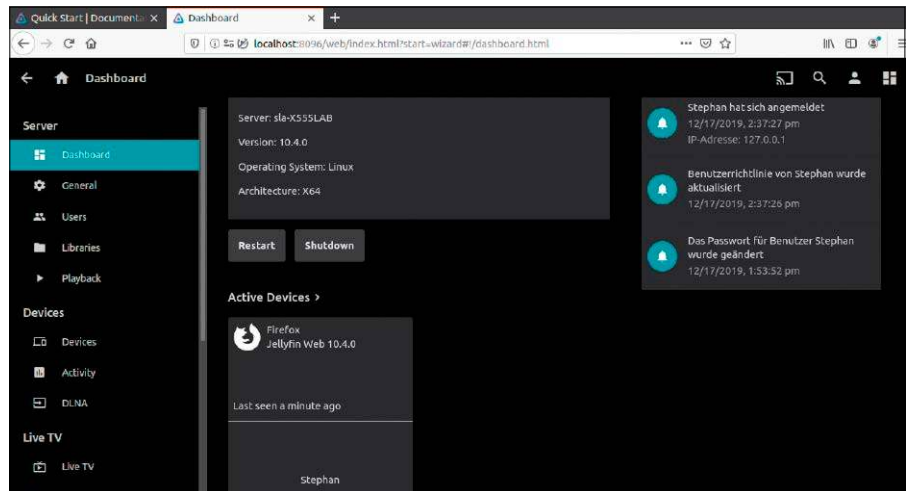 Quick Start | Documenta
Dashboard
localhost:8096/web/index.html?start=wizard#!/dashboard.html
Dashboard
Server
Dashboard
General
Users
Libraries
Playback
Devices
Devices
Activity
DLNA
Live TV
Live TV
Server: sla-X555LAB
Version: 10.4.0
Operating System: Linux
Architecture: X64
Restart
Shutdown
Active Devices >
Firefox
Jellyfin Web 10.4.0
Last seen a minute ago
Stephan
Stephan hat sich angemeldet
12/17/2019, 2:37:27 pm
IP-Adresse: 127.0.0.1
Benutzerrichtlinie von Stephan wurde
aktualisiert
12/17/2019, 2:37:26 pm
Das Passwort für Benutzer Stephan
wurde geändert
12/17/2019, 1:53:52 pm